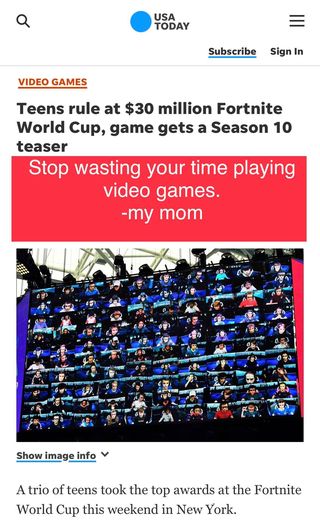 USA
TODAY
Subscribe Sign In
VIDEO GAMES
Teens rule at $30 million Fortnite
World Cup, game gets a Season 10
teaser
Stop wasting your time playing
video games.
-my mom
Show image info
A trio of teens took the top awards at the Fortnite
World Cup this weekend in New York.